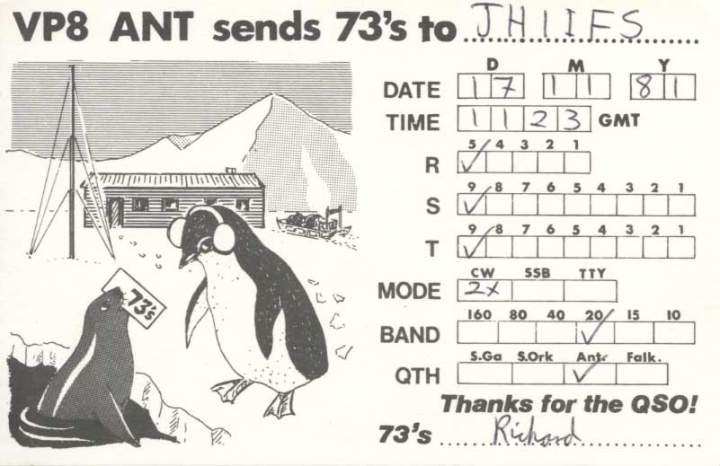 VP8 ANT sends 73's to JH1IFS
D M Y
DATE 17 11 81
TIME 1123 GMT
5 4 3 2 1
R ✓
9 8 7 6 5 4 3 2 1
S ✓
9 8 7 6 5 4 3 2 1
T ✓
CW SSB TTY
MODE 2x
160 80 40 20 15 10
BAND ✓
S.Ga S.Ork Antc Falk.
QTH ✓
73's
Thanks for the QSO!
73's Richard